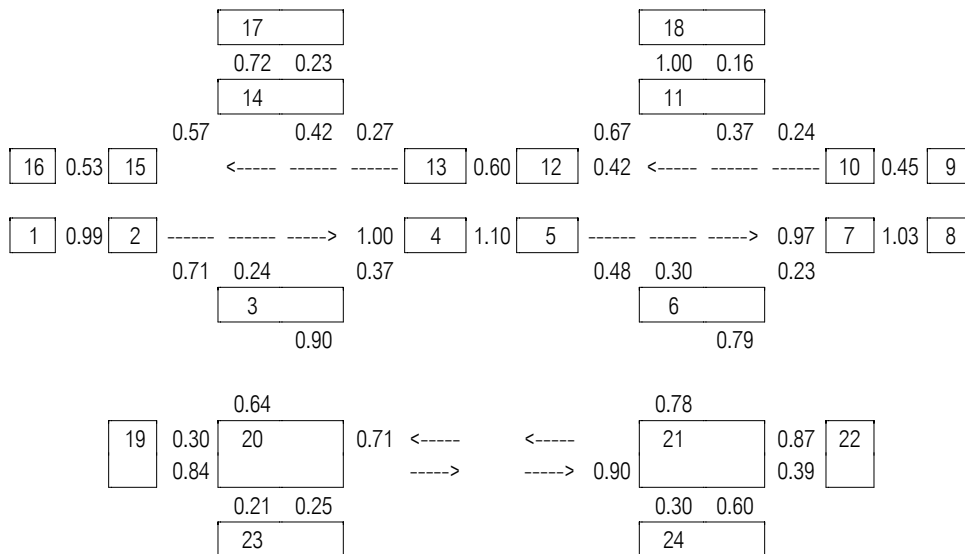 17 18
0.72 0.23 1.00 0.16
14 11
0.57 0.42 0.27 0.67 0.37 0.24
16 0.53 15 <----- ------ ------ 13 0.60 12 0.42 <----- ------ ------ 10 0.45 9
1 0.99 2 ------ ------ -----> 1.00 4 1.10 5 ------ ------ -----> 0.97 7 1.03 8
0.71 0.24 0.37 0.48 0.30 0.23
3 6
0.90 0.79
0.64 0.78
19 0.30 20 0.71 <----- <----- 21 0.87 22
0.84 -----> -----> 0.90 0.39
0.21 0.25 0.30 0.60
23 24